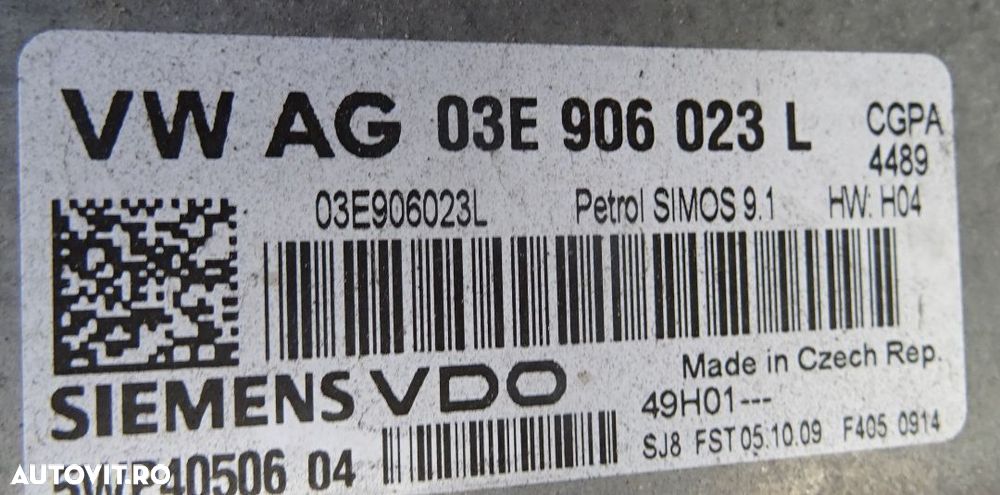 VW AG 03E 906 023 L CGPA
4489
03E906023L Petrol SIMOS 9.1 HW: H04
Made in Czech Rep.
SIEMENS VDO 49H01---
SJ8 FST 05.10.09 F405 0914
5WP40506 04
AUTOVIT.RO